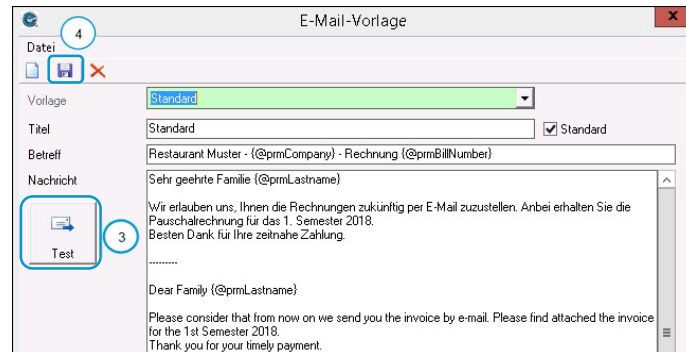 E-Mail-Vorlage
x
4
Datei
Vorlage
Standard
Titel
Standard
Standard
Betreff
Restaurant Muster - {@prmCompany} - Rechnung {@prmBillNumber}
Nachricht
Sehr geehrte Familie {@prmLastname}
Wir erlauben uns, Ihnen die Rechnungen zukünftig per E-Mail zuzustellen. Anbei erhalten Sie die
Pauschalrechnung für das 1. Semester 2018.
Besten Dank für Ihre zeitnahe Zahlung.
---------
Dear Family {@prmLastname}
Please consider that from now on we send you the invoice by e-mail. Please find attached the invoice
for the 1st Semester 2018.
Thank you for your timely payment.
Test
3